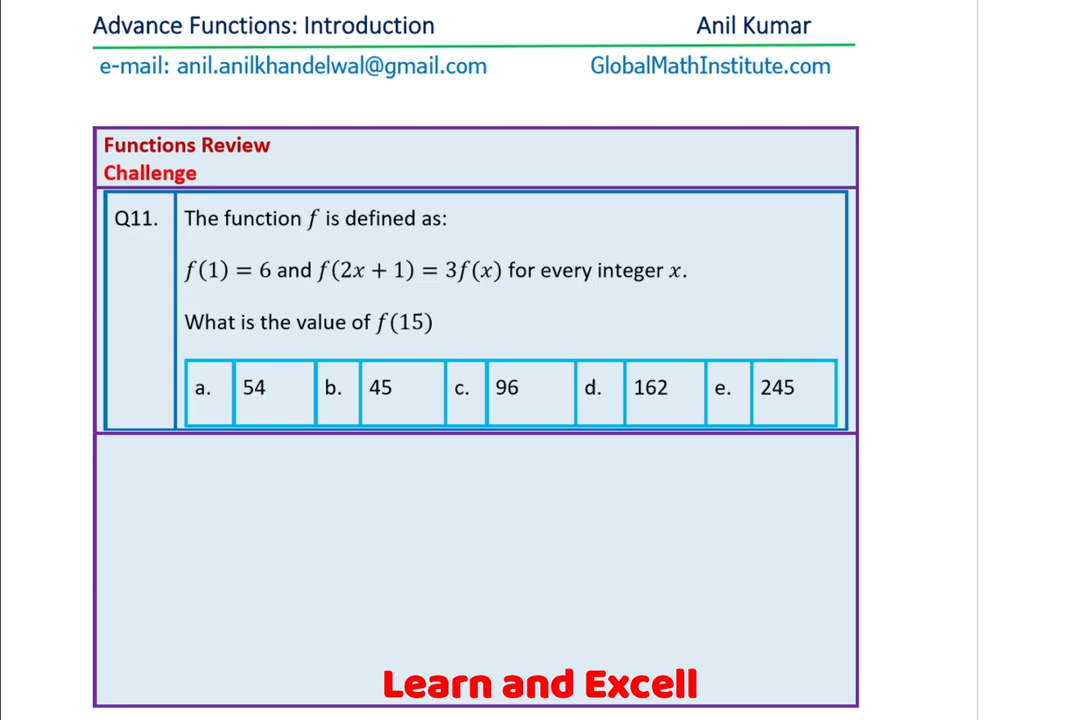 Advance Functions: Introduction Anil Kumar
e-mail: anil.anilkhandelwal@gmail.com GlobalMathInstitute.com
Functions Review
Challenge
Q11. The function f is defined as:
f(1) = 6 and f(2x + 1) = 3f(x) for every integer x.
What is the value of f(15)
a. 54 b. 45 c. 96 d. 162 e. 245
Learn and Excell